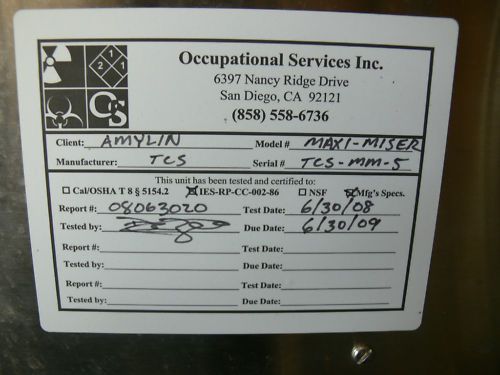 1
2 1
OS
Occupational Services Inc.
6397 Nancy Ridge Drive
San Diego, CA 92121
(858) 558-6736
Client: AMYLIN Model # MAXI-MISER
Manufacturer: TCS Serial # TCS-MM-5
This unit has been tested and certified to:
Cal/OSHA T 8 § 5154.2 IES-RP-CC-002-86 NSF Mfg's Specs.
Report #: 08063020 Test Date: 6/30/08
Tested by: Due Date: 6/30/09
Report #: Test Date:
Tested by: Due Date:
Report #: Test Date:
Tested by: Due Date: